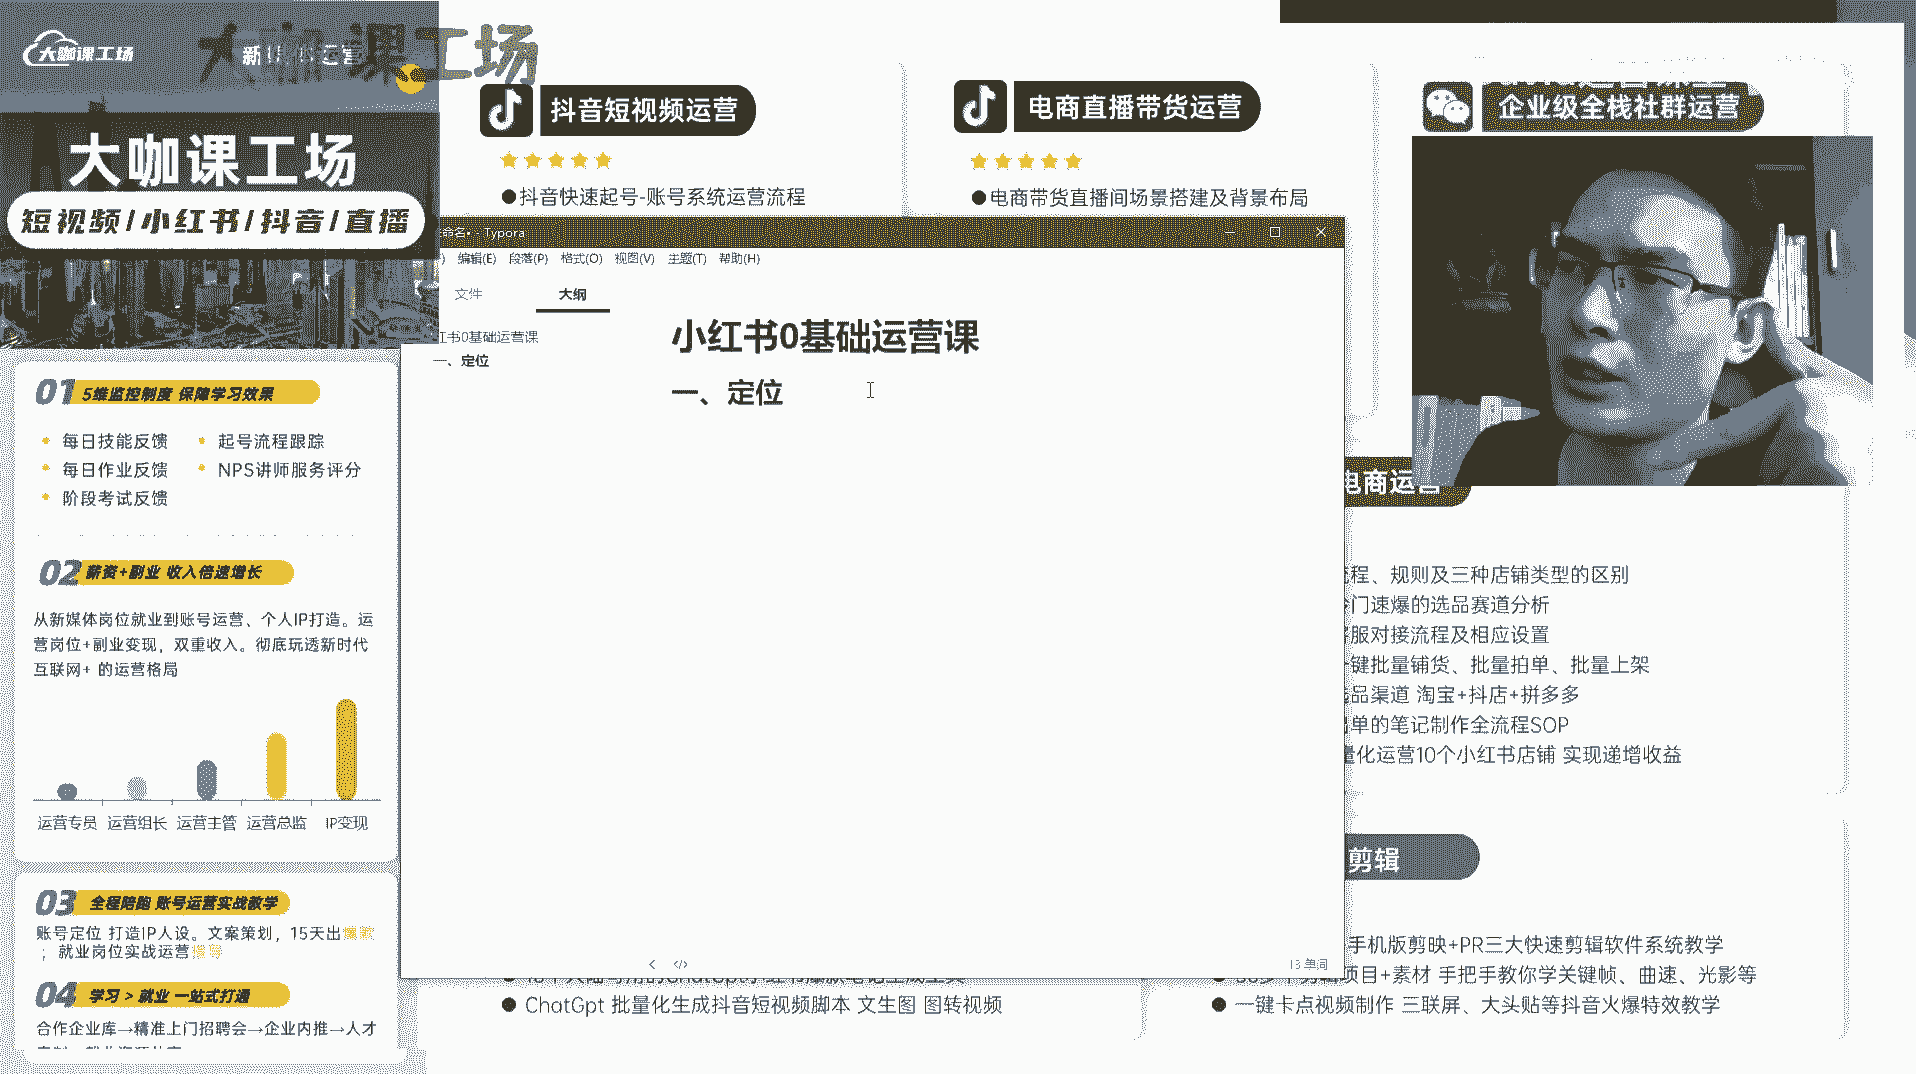 大咖课工场
课工场
大咖课工场
短视频/小红书/抖音/直播
抖音短视频运营
抖音快速起号-账号系统运营流程
电商直播带货运营
电商带货直播间场景搭建及背景布局
企业级全栈社群运营
命名• - Typora
编辑(E) 段落(P) 格式(O) 视图(V) 主题(T) 帮助(H)
文件 大纲
红书0基础运营课
一、定位
小红书0基础运营课
一、定位
13 单词
01 5维监控制度 保障学习效果
每日技能反馈 起号流程跟踪
每日作业反馈 NPS讲师服务评分
阶段考试反馈
02 薪资+副业 收入倍速增长
从新媒体岗位就业到账号运营、个人IP打造。运
营岗位+副业变现，双重收入。彻底玩透新时代
互联网+ 的运营格局
运营专员 运营组长 运营主管 运营总监 IP变现
03 全程陪跑 账号运营实战教学
账号定位 打造IP人设。文案策划，15天出爆款
；就业岗位实战运营指导
04 学习 > 就业 一站式打通
合作企业库→精准上门招聘会→企业内推→人才
电商运营
流程、规则及三种店铺类型的区别
冷门速爆的选品赛道分析
客服对接流程及相应设置
一键批量铺货、批量拍单、批量上架
选品渠道 淘宝+抖店+拼多多
出单的笔记制作全流程SOP
量化运营10个小红书店铺 实现递增收益
剪辑
手机版剪映+PR三大快速剪辑软件系统教学
项目+素材 手把手教你学关键帧、曲速、光影等
一键卡点视频制作 三联屏、大头贴等抖音火爆特效教学
ChatGpt 批量化生成抖音短视频脚本 文生图 图转视频